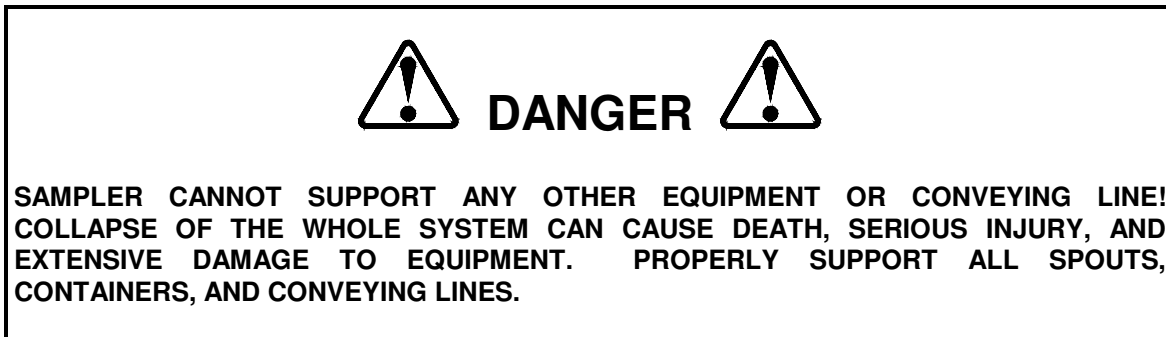 DANGER
SAMPLER CANNOT SUPPORT ANY OTHER EQUIPMENT OR CONVEYING LINE!
COLLAPSE OF THE WHOLE SYSTEM CAN CAUSE DEATH, SERIOUS INJURY, AND
EXTENSIVE DAMAGE TO EQUIPMENT. PROPERLY SUPPORT ALL SPOUTS,
CONTAINERS, AND CONVEYING LINES.